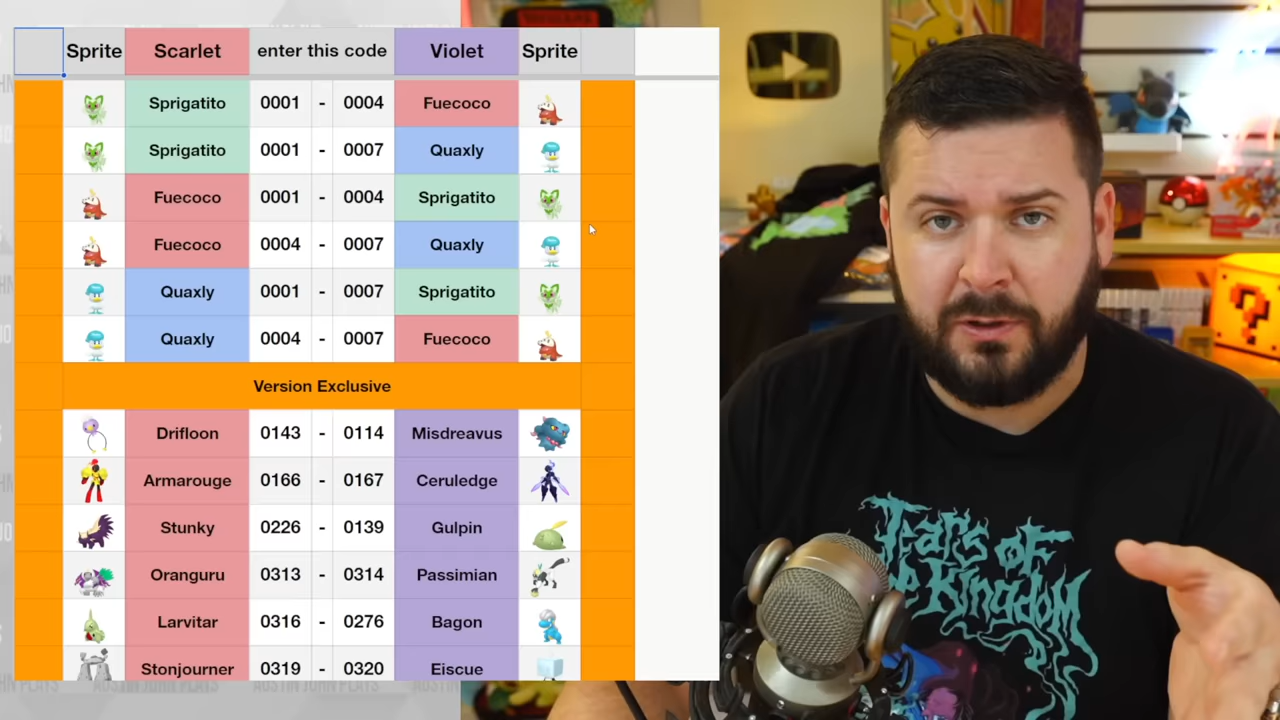 Sprite Scarlet enter this code Violet Sprite
Sprigatito 0001 - 0004 Fuecoco
Sprigatito 0001 - 0007 Quaxly
Fuecoco 0001 - 0004 Sprigatito
Fuecoco 0004 - 0007 Quaxly
Quaxly 0001 - 0007 Sprigatito
Quaxly 0004 - 0007 Fuecoco
Version Exclusive
Drifloon 0143 - 0114 Misdreavus
Armarouge 0166 - 0167 Ceruledge
Stunky 0226 - 0139 Gulpin
Oranguru 0313 - 0314 Passimian
Larvitar 0316 - 0276 Bagon
Stonjourner 0319 - 0320 Eiscue
Tears of
Kingdom
AUSTIN JOHN PLAYS